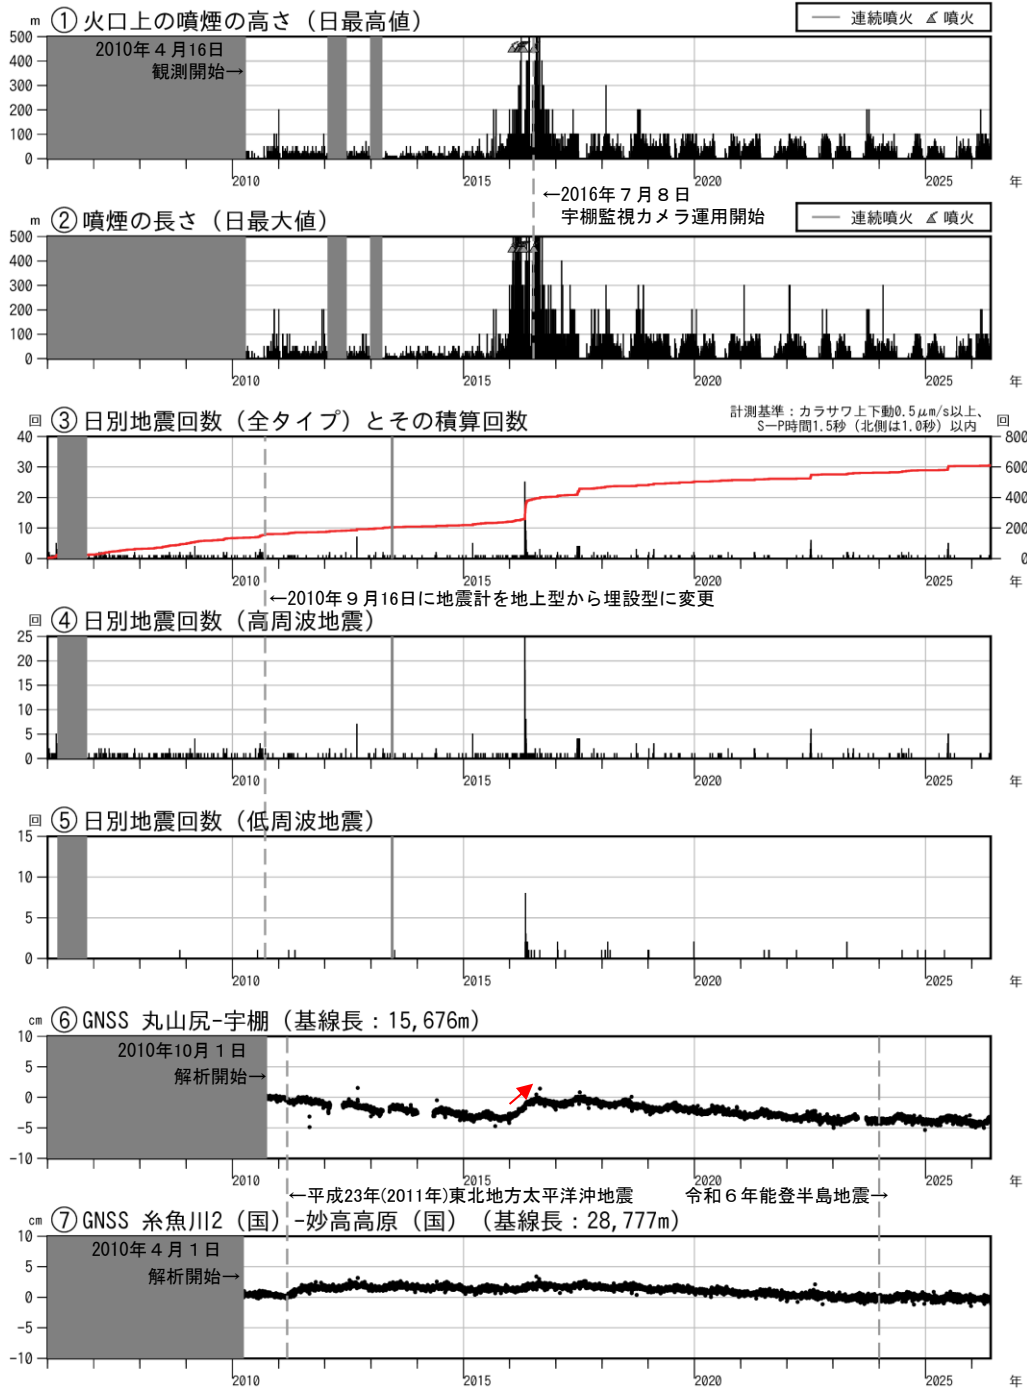 m ① 火口上の噴煙の高さ（日最高値）
連続噴火 噴火
500
400
300
200
100
0
2010年４月16日
観測開始→
2010 2015 2020 2025 年
←2016年７月８日
宇棚監視カメラ運用開始
m ② 噴煙の長さ（日最大値）
連続噴火 噴火
500
400
300
200
100
0
2010 2015 2020 2025 年
回 ③ 日別地震回数（全タイプ）とその積算回数
計測基準：カラサワ上下動0.5μm/s以上、
S―P時間1.5秒（北側は1.0秒）以内 回
40 800
30 600
20 400
10 200
0 0
2010 2015 2020 2025 年
←2010年９月16日に地震計を地上型から埋設型に変更
回 ④ 日別地震回数（高周波地震）
25
20
15
10
5
0
2010 2015 2020 2025 年
回 ⑤ 日別地震回数（低周波地震）
15
10
5
0
2010 2015 2020 2025 年
cm ⑥ GNSS 丸山尻-宇棚（基線長：15,676m）
10
5
0
-5
-10
2010年10月１日
解析開始→
2010 2015 2020 2025 年
←平成23年(2011年)東北地方太平洋沖地震 令和６年能登半島地震→
cm ⑦ GNSS 糸魚川2（国）-妙高高原（国）（基線長：28,777m）
10
5
0
-5
-10
2010年４月１日
解析開始→
2010 2015 2020 2025 年